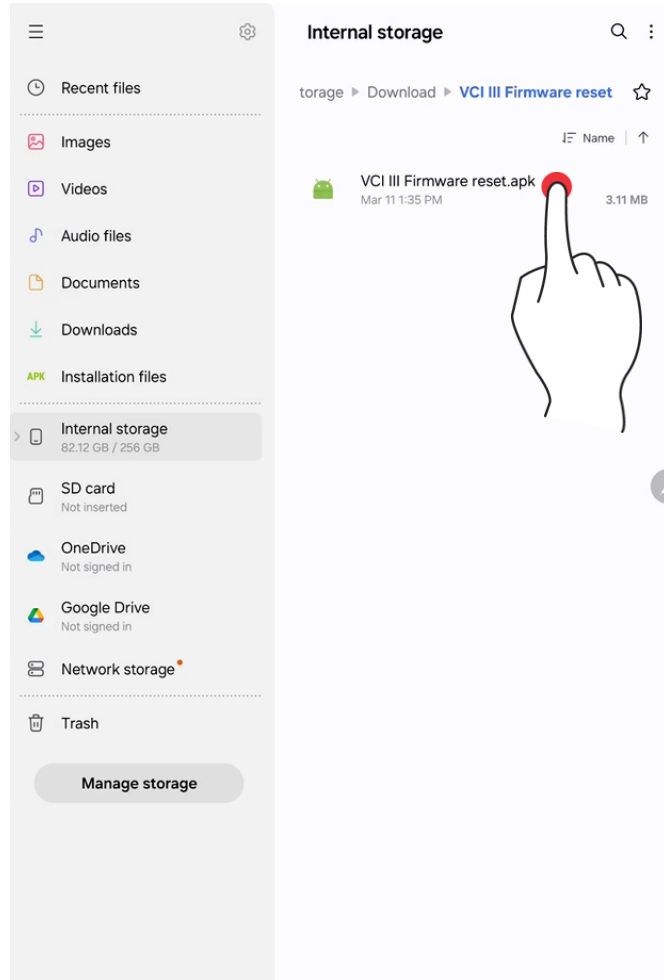 Internal storage
torage ▶ Download ▶ VCI III Firmware reset
Name
VCI III Firmware reset.apk
Mar 11 1:35 PM
3.11 MB
Recent files
Images
Videos
Audio files
Documents
Downloads
APK Installation files
Internal storage
82.12 GB / 256 GB
SD card
Not inserted
OneDrive
Not signed in
Google Drive
Not signed in
Network storage
Trash
Manage storage